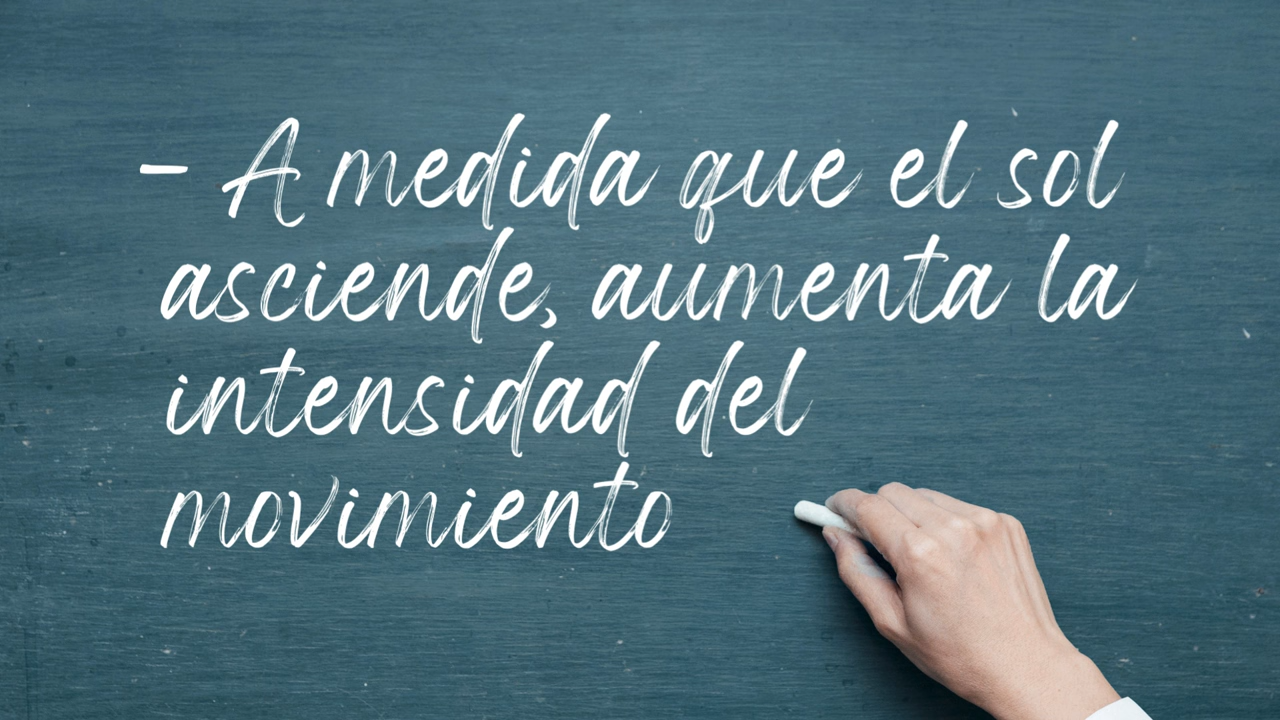 - A medida que el sol
asciende, aumenta la
intensidad del
movimiento